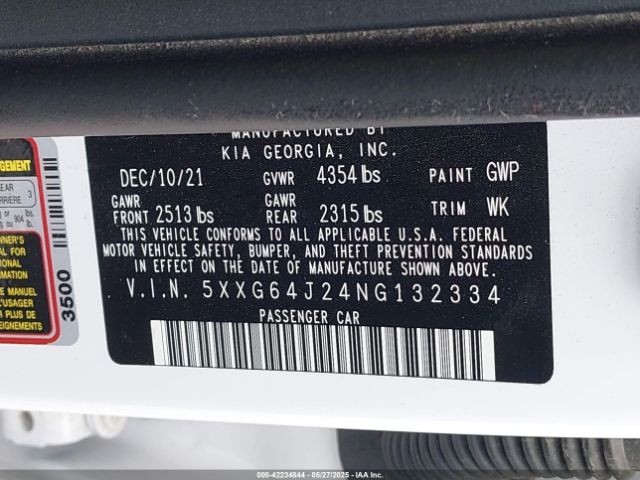 MANUFACTURED BY
KIA GEORGIA, INC.
DEC/10/21 GVWR 4354 lbs PAINT GWP
GAWR FRONT 2513 lbs GAWR REAR 2315 lbs TRIM WK
THIS VEHICLE CONFORMS TO ALL APPLICABLE U.S.A. FEDERAL
MOTOR VEHICLE SAFETY, BUMPER, AND THEFT PREVENTION STANDARDS
IN EFFECT ON THE DATE OF MANUFACTURE SHOWN ABOVE.
V.I.N. 5XXG64J24NG132334
PASSENGER CAR
3
904 lb.
3500
000-42234844 | 05/27/2025 | IAA Inc.